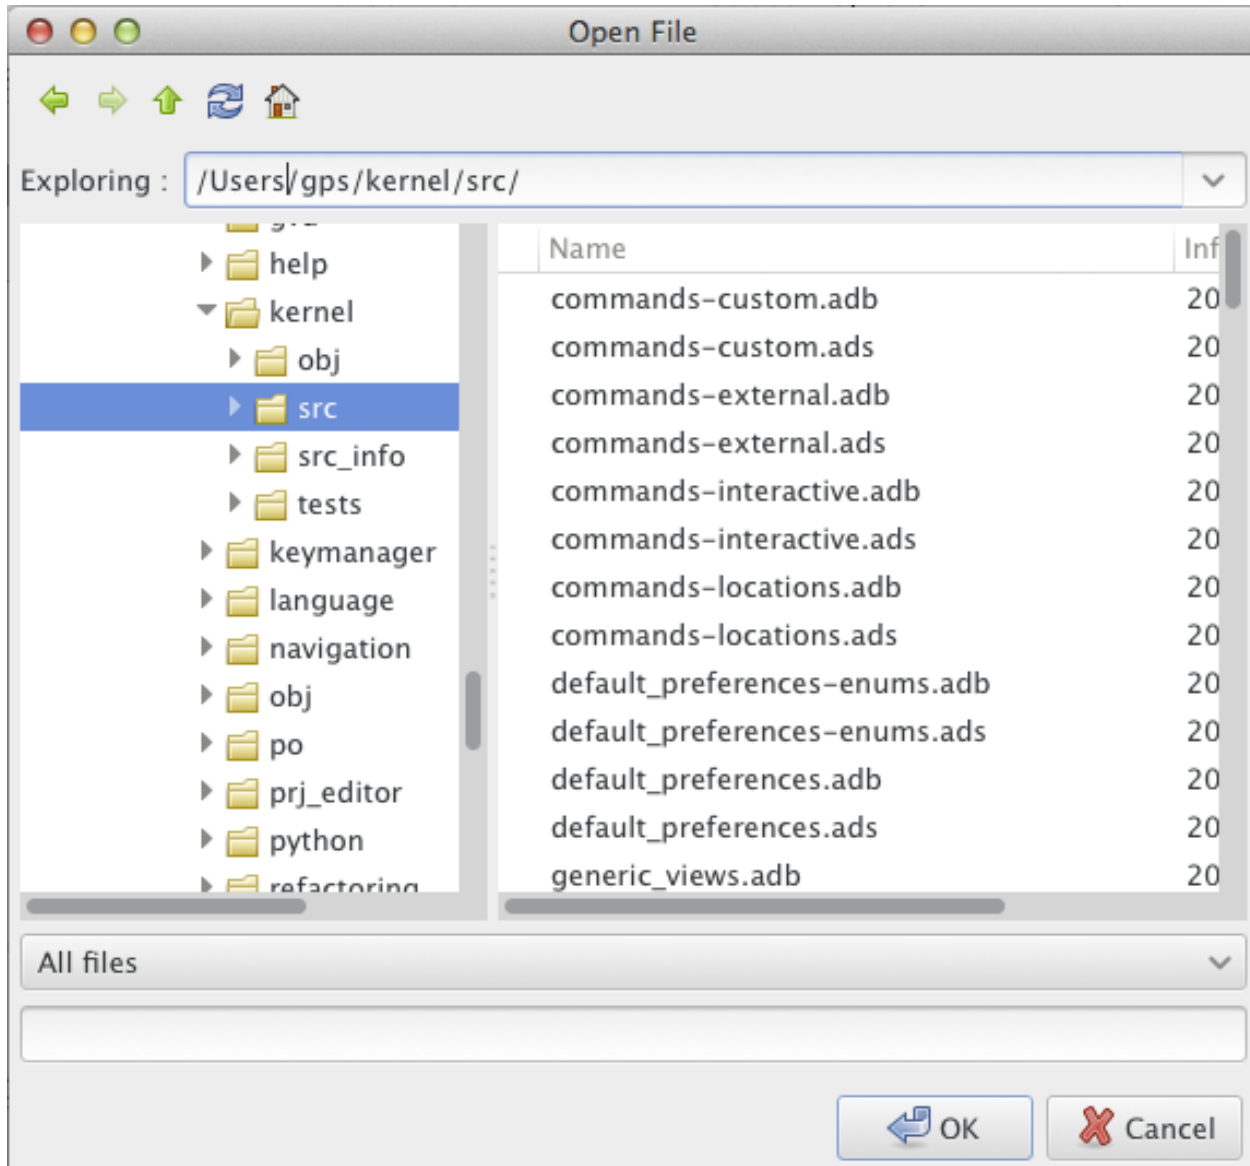 Open File
Exploring : /Users/gps/kernel/src/
help
kernel
obj
src
src_info
tests
keymanager
language
navigation
obj
po
prj_editor
python
refactoring
Name Inf
commands-custom.adb 20
commands-custom.ads 20
commands-external.adb 20
commands-external.ads 20
commands-interactive.adb 20
commands-interactive.ads 20
commands-locations.adb 20
commands-locations.ads 20
default_preferences-enums.adb 20
default_preferences-enums.ads 20
default_preferences.adb 20
default_preferences.ads 20
generic_views.adb 20
All files
OK Cancel